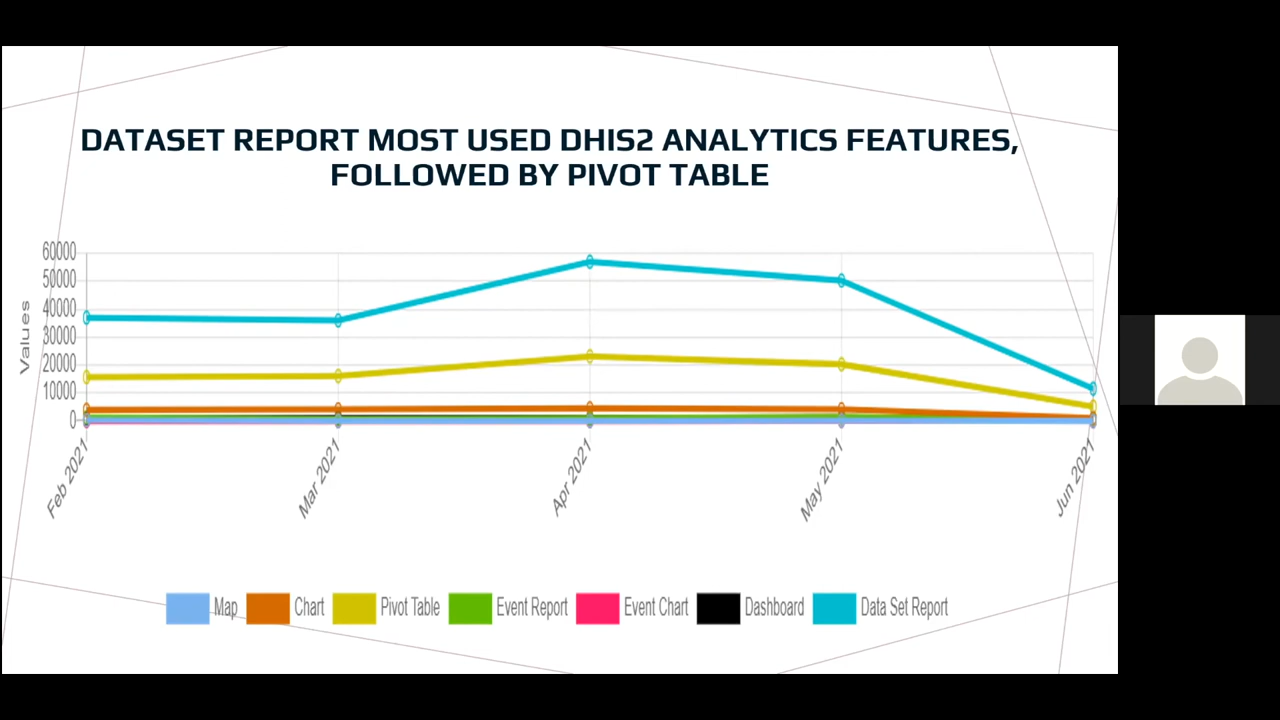 DATASET REPORT MOST USED DHIS2 ANALYTICS FEATURES,
FOLLOWED BY PIVOT TABLE
Values
60000
50000
40000
30000
20000
10000
0
Feb 2021
Mar 2021
Apr 2021
May 2021
Jun 2021
Map
Chart
Pivot Table
Event Report
Event Chart
Dashboard
Data Set Report